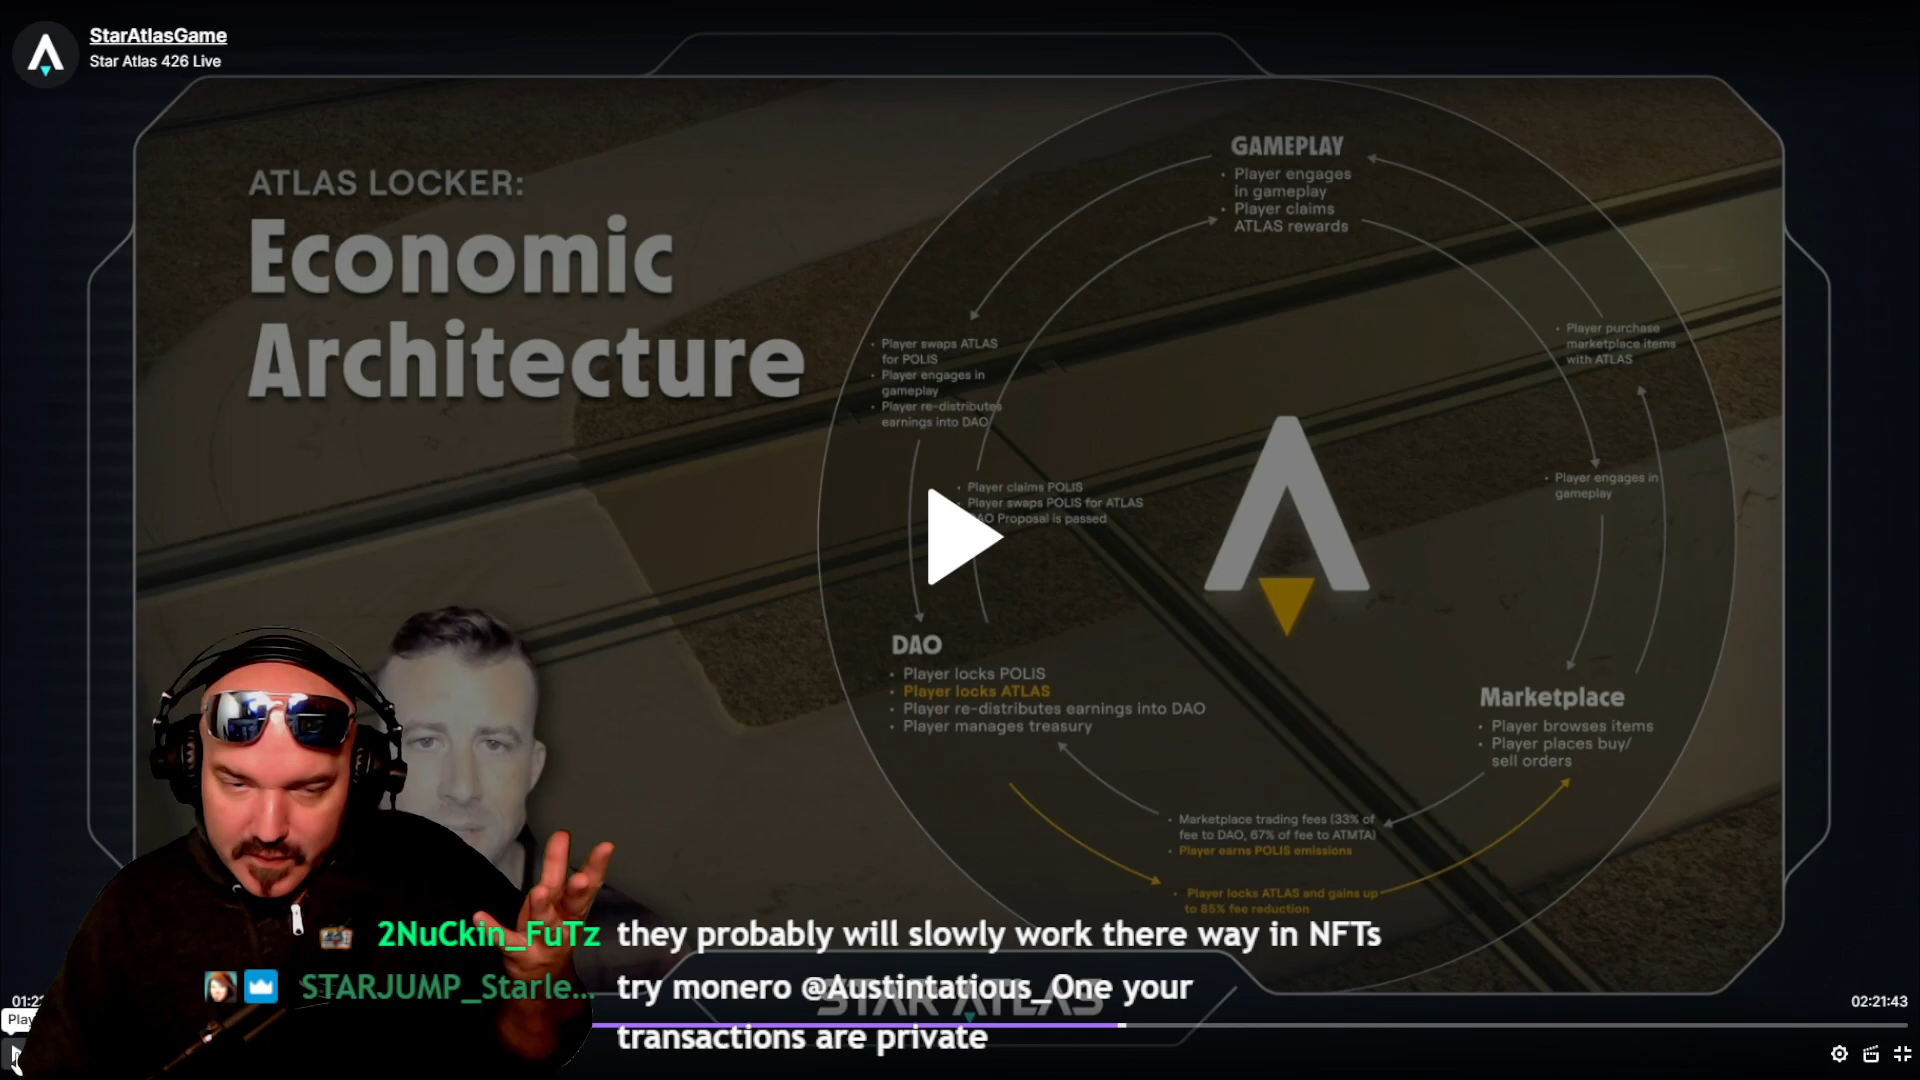 StarAtlasGame
Star Atlas 426 Live
ATLAS LOCKER:
Economic
Architecture
GAMEPLAY
• Player engages
in gameplay
• Player claims
ATLAS rewards
• Player swaps ATLAS
for POLIS
• Player engages in
gameplay
• Player re-distributes
earnings into DAO
• Player purchase
marketplace items
with ATLAS
• Player engages in
gameplay
• Player claims POLIS
• Player swaps POLIS for ATLAS
Proposal is passed
DAO
• Player locks POLIS
• Player locks ATLAS
• Player re-distributes earnings into DAO
• Player manages treasury
Marketplace
• Player browses items
• Player places buy/
sell orders
• Marketplace trading fees (33% of
fee to DAO, 67% of fee to ATMTA)
• Player earns POLIS emissions
• Player locks ATLAS and gains up
to 85% fee reduction
2NuCkin_FuTz they probably will slowly work there way in NFTs
STARJUMP_Starle... try monero @Austintatious_One your
transactions are private
STAR ATLAS
02:21:43